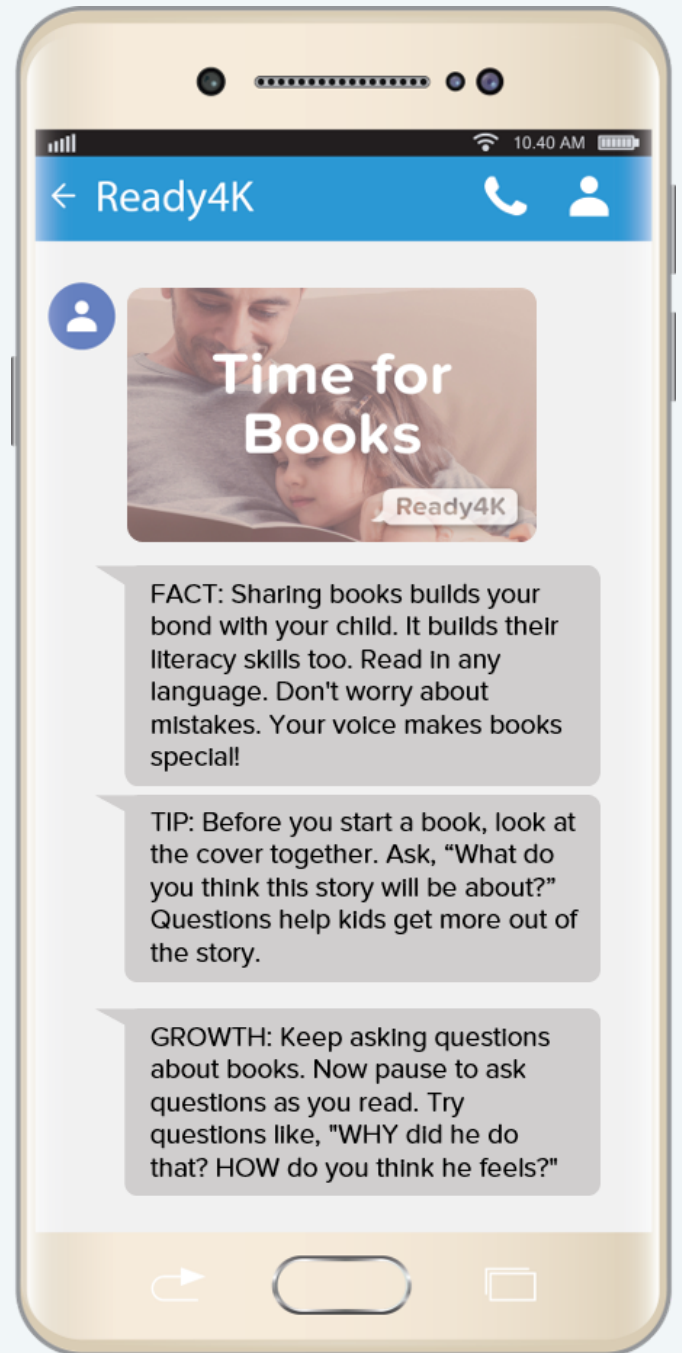 10.40 AM
Ready4K
Time for
Books
Ready4K
FACT: Sharing books builds your
bond with your child. It builds their
literacy skills too. Read in any
language. Don't worry about
mistakes. Your voice makes books
special!
TIP: Before you start a book, look at
the cover together. Ask, “What do
you think this story will be about?”
Questions help kids get more out of
the story.
GROWTH: Keep asking questions
about books. Now pause to ask
questions as you read. Try
questions like, "WHY did he do
that? HOW do you think he feels?"